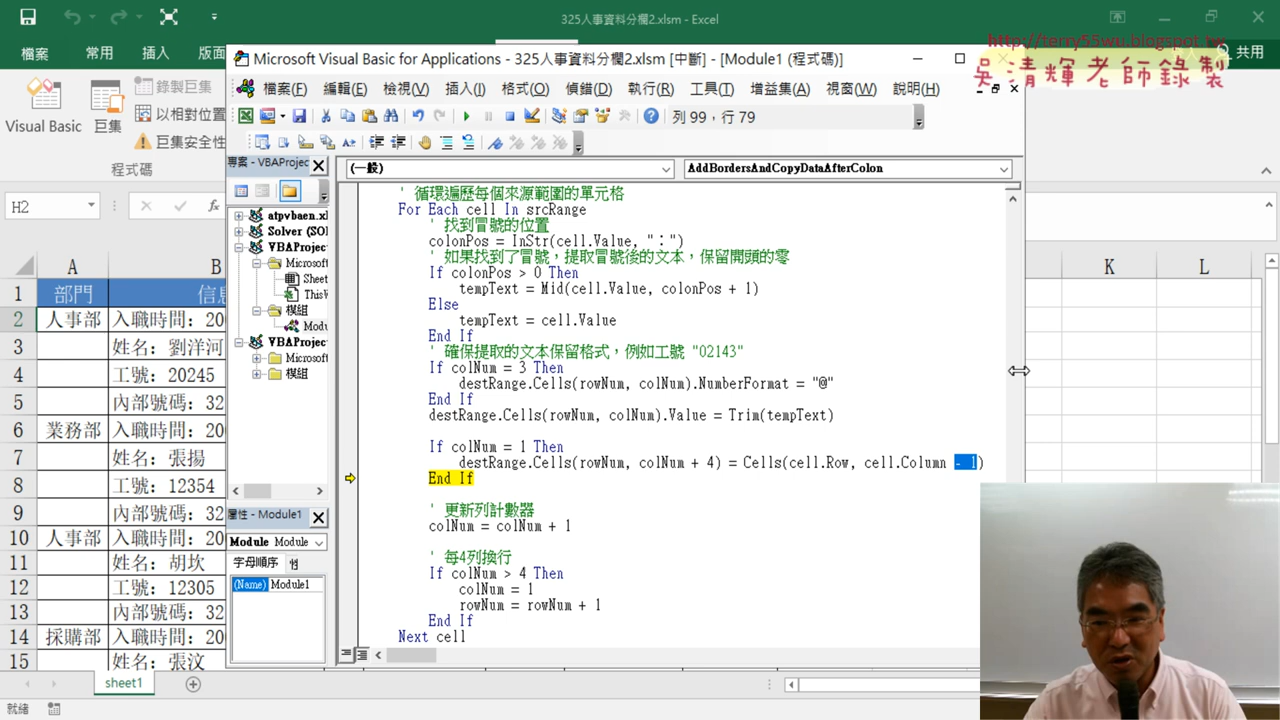 325人事資料分欄2.xlsm - Excel
http://terry55wu.blogspot.tw
吳清輝老師錄製
檔案
常用
插入
版面
共用
Microsoft Visual Basic for Applications - 325人事資料分欄2.xlsm [中斷] - [Module1 (程式碼)]
檔案(F) 編輯(E) 檢視(V) 插入(I) 格式(O) 偵錯(D) 執行(R) 工具(T) 增益集(A) 視窗(W) 說明(H)
列 99，行 79
Visual Basic
巨集
錄製巨集
以相對位置
巨集安全性
程式碼
專案 - VBAProjec
(一般)
AddBordersAndCopyDataAfterColon
H2
fx
atpvbaen.xl
Solver (SOL
VBAProjec
Microsoft
Sheet
ThisV
模組
Modu
VBAProjec
Microsoft
模組
屬性 - Module1
Module Module
字母順序
(Name) Module1
' 循環遍歷每個來源範圍的單元格
For Each cell In srcRange
' 找到冒號的位置
colonPos = InStr(cell.Value, "：")
' 如果找到了冒號，提取冒號後的文本，保留開頭的零
If colonPos > 0 Then
tempText = Mid(cell.Value, colonPos + 1)
Else
tempText = cell.Value
End If
' 確保提取的文本保留格式，例如工號 "02143"
If colNum = 3 Then
destRange.Cells(rowNum, colNum).NumberFormat = "@"
End If
destRange.Cells(rowNum, colNum).Value = Trim(tempText)
If colNum = 1 Then
destRange.Cells(rowNum, colNum + 4) = Cells(cell.Row, cell.Column - 1)
End If
' 更新列計數器
colNum = colNum + 1
' 每4列換行
If colNum > 4 Then
colNum = 1
rowNum = rowNum + 1
End If
Next cell
A B K L
1 部門 信息
2 人事部 入職時間：200
3 姓名：劉洋河
4 工號：20245
5 內部號碼：32
6 業務部 入職時間：200
7 姓名：張揚
8 工號：12354
9 內部號碼：32
10 人事部 入職時間：200
11 姓名：胡坎
12 工號：12305
13 內部號碼：32
14 採購部 入職時間：200
15 姓名：張汶
sheet1
就緒